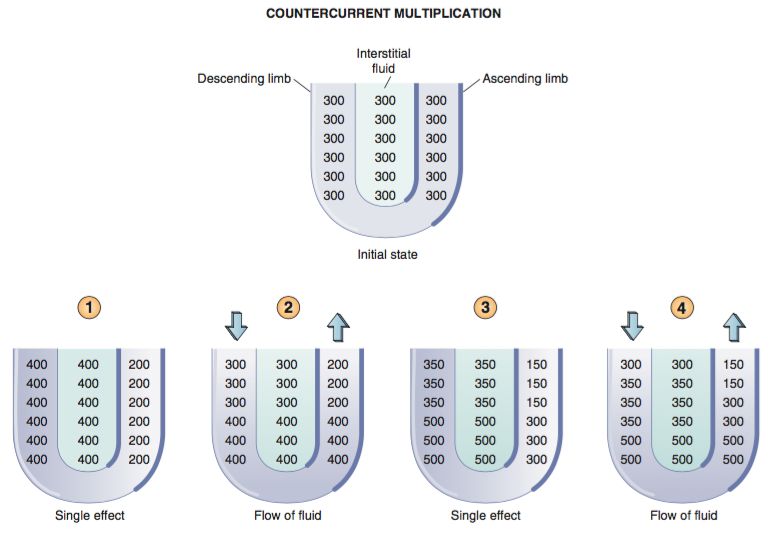 COUNTERCURRENT MULTIPLICATION
Interstitial
fluid
Descending limb
Ascending limb
300 300 300
300 300 300
300 300 300
300 300 300
300 300 300
300 300 300
Initial state
1 2 3 4
400 400 200 300 300 200 350 350 150 300 300 150
400 400 200 300 300 200 350 350 150 350 350 150
400 400 200 300 300 200 350 350 150 350 350 300
400 400 200 400 400 400 500 500 300 350 350 300
400 400 200 400 400 400 500 500 300 500 500 500
400 400 200 400 400 400 500 500 300 500 500 500
Single effect Flow of fluid Single effect Flow of fluid